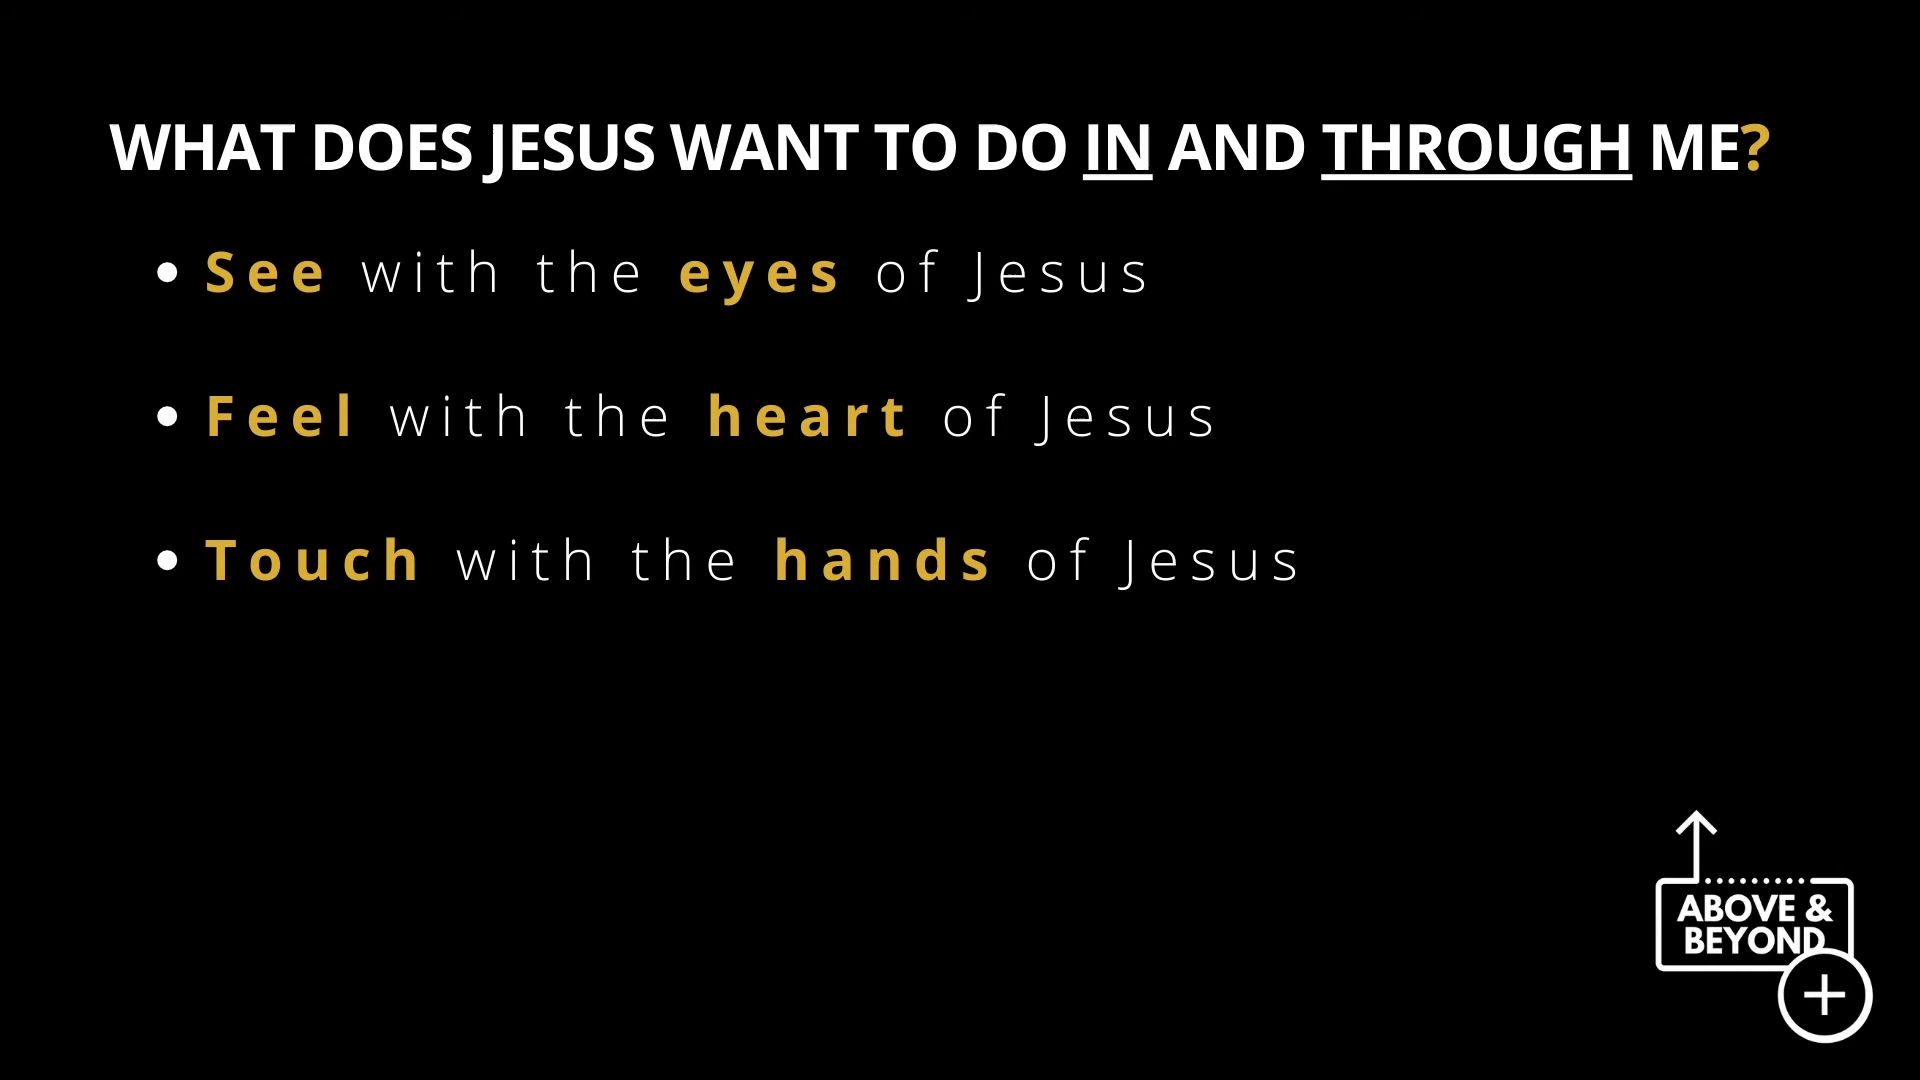 WHAT DOES JESUS WANT TO DO IN AND THROUGH ME?
• See with the eyes of Jesus
• Feel with the heart of Jesus
• Touch with the hands of Jesus
ABOVE &
BEYOND
+